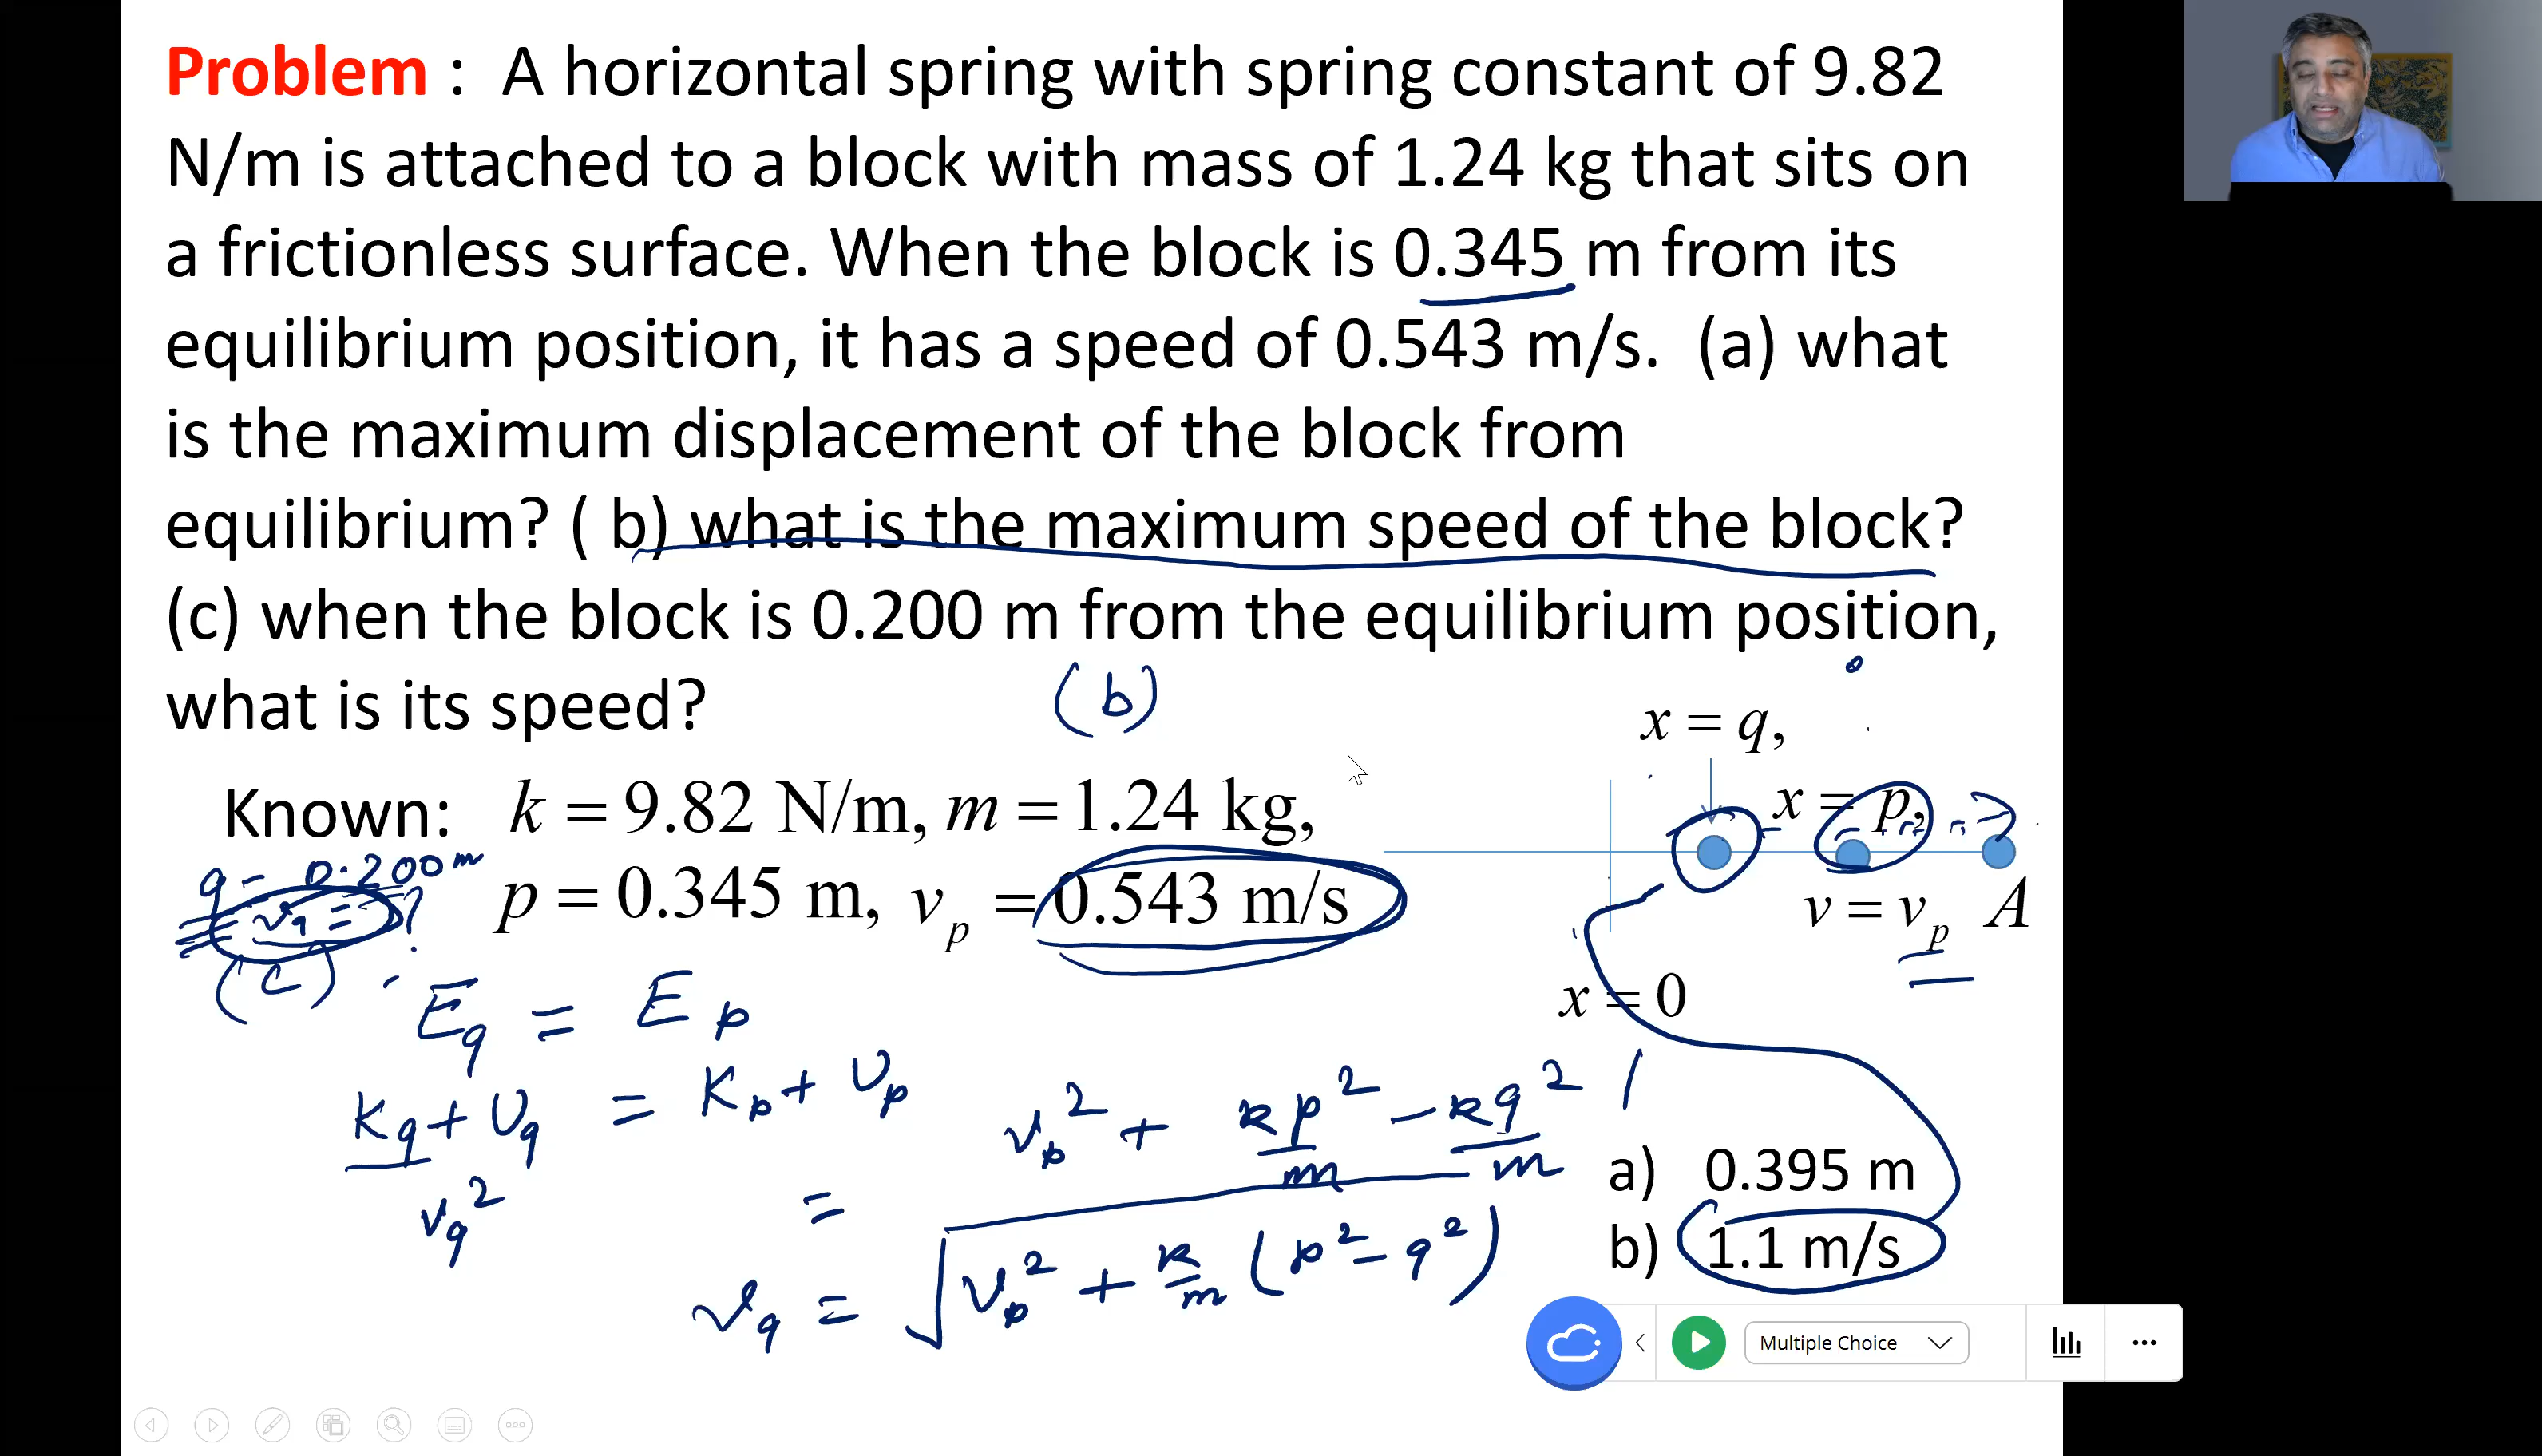 Problem : A horizontal spring with spring constant of 9.82
N/m is attached to a block with mass of 1.24 kg that sits on
a frictionless surface. When the block is 0.345 m from its
equilibrium position, it has a speed of 0.543 m/s. (a) what
is the maximum displacement of the block from
equilibrium? ( b) what is the maximum speed of the block?
(c) when the block is 0.200 m from the equilibrium position,
what is its speed?
(b)
x = q,
Known: k = 9.82 N/m, m = 1.24 kg,
x = p,
q = 0.200 m
p = 0.345 m, v_p = 0.543 m/s
v_q = ?
v = v_p A
(c)
x = 0
E_q = E_p
K_q + U_q = K_p + U_p
v_q^2 = v_p^2 + kp^2/m - kq^2/m
a) 0.395 m
b) 1.1 m/s
v_q = √(v_p^2 + k/m (p^2 - q^2))
Multiple Choice